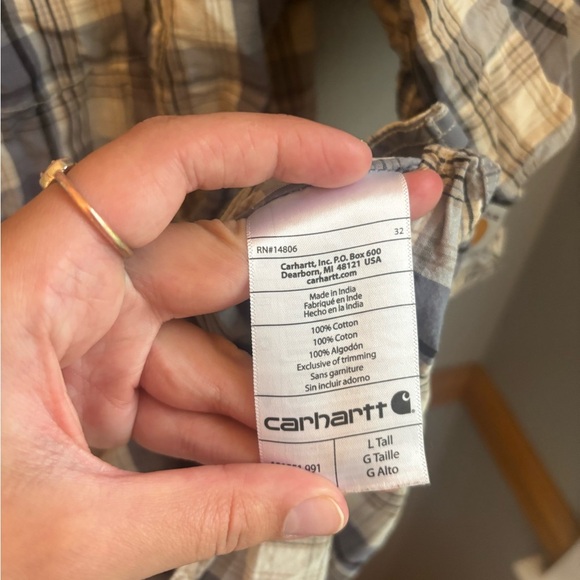 RN#14806 32
Carhartt, Inc. P.O. Box 600
Dearborn, MI 48121 USA
carhartt.com
Made in India
Fabriqué en Inde
Hecho en la India
100% Cotton
100% Coton
100% Algodón
Exclusive of trimming
Sans garniture
Sin incluir adorno
carhartt
L Tall
G Taille
G Alto
991